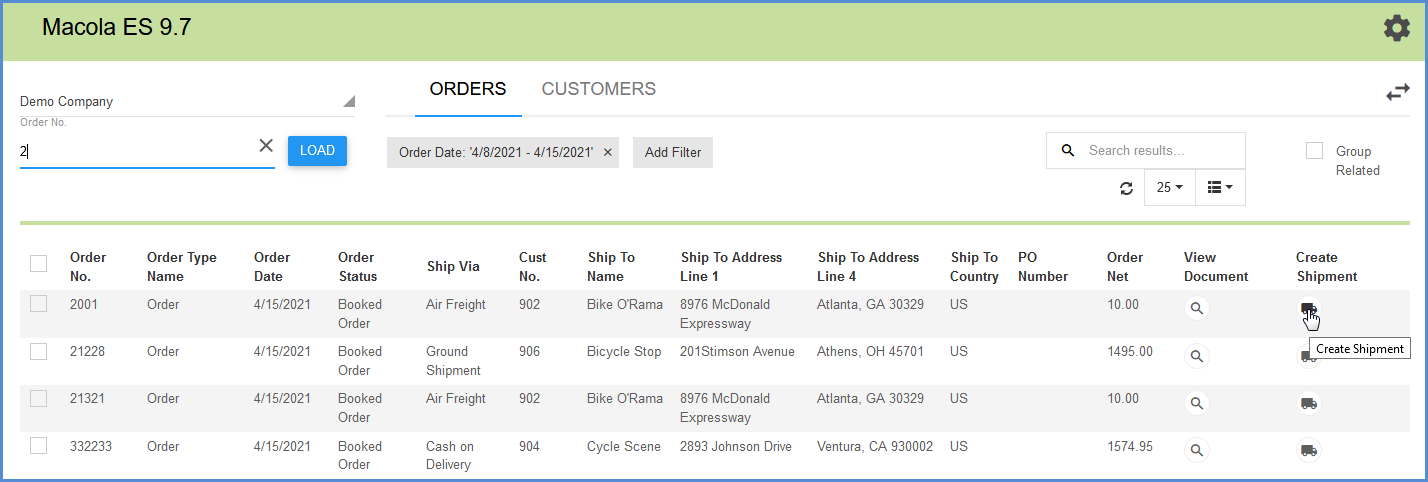 Macola ES 9.7
ORDERS CUSTOMERS
Demo Company
Order No.
2
LOAD
Order Date: '4/8/2021 - 4/15/2021' × Add Filter
Search results...
Group
Related
25
Order No. Order Type Name Order Date Order Status Ship Via Cust No. Ship To Name Ship To Address Line 1 Ship To Address Line 4 Ship To Country PO Number Order Net View Document Create Shipment
2001 Order 4/15/2021 Booked Order Air Freight 902 Bike O'Rama 8976 McDonald Expressway Atlanta, GA 30329 US 10.00
Create Shipment
21228 Order 4/15/2021 Booked Order Ground Shipment 906 Bicycle Stop 201Stimson Avenue Athens, OH 45701 US 1495.00
21321 Order 4/15/2021 Booked Order Air Freight 902 Bike O'Rama 8976 McDonald Expressway Atlanta, GA 30329 US 10.00
332233 Order 4/15/2021 Booked Order Cash on Delivery 904 Cycle Scene 2893 Johnson Drive Ventura, CA 930002 US 1574.95